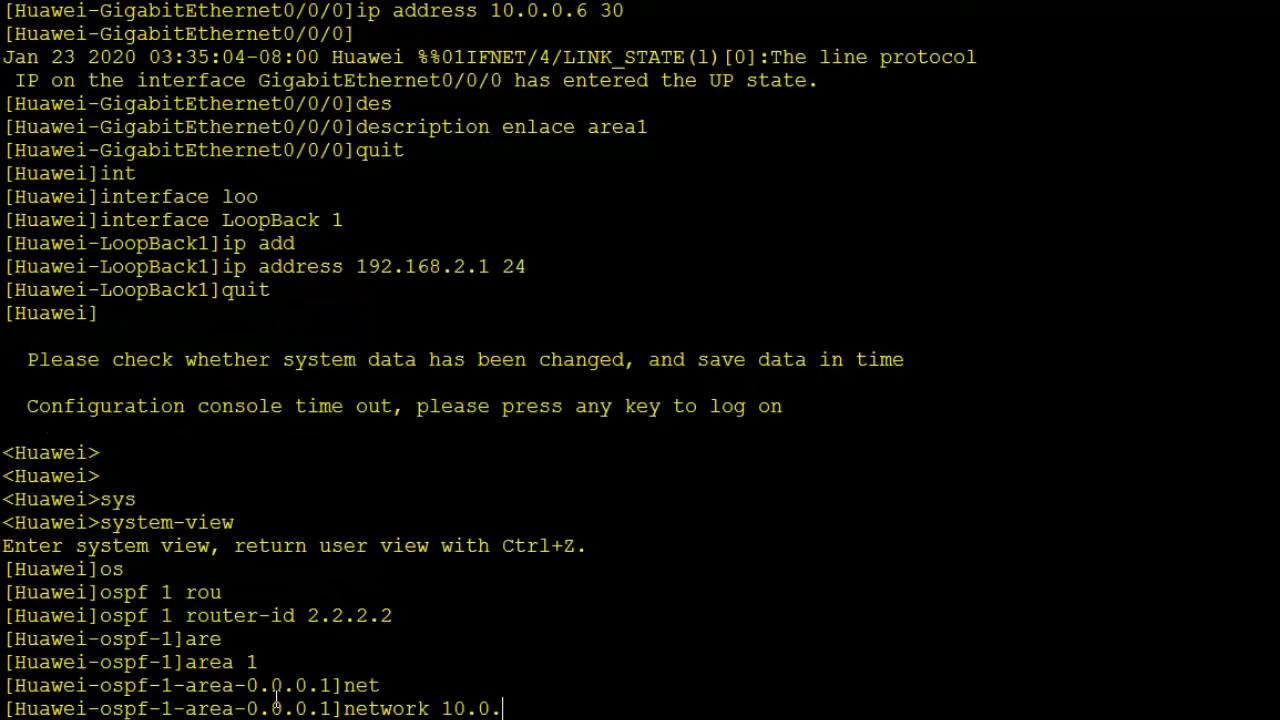 [Huawei-GigabitEthernet0/0/0]ip address 10.0.0.6 30
[Huawei-GigabitEthernet0/0/0]
Jan 23 2020 03:35:04-08:00 Huawei %%01IFNET/4/LINK_STATE(l)[0]:The line protocol
 IP on the interface GigabitEthernet0/0/0 has entered the UP state.
[Huawei-GigabitEthernet0/0/0]des
[Huawei-GigabitEthernet0/0/0]description enlace area1
[Huawei-GigabitEthernet0/0/0]quit
[Huawei]int
[Huawei]interface loo
[Huawei]interface LoopBack 1
[Huawei-LoopBack1]ip add
[Huawei-LoopBack1]ip address 192.168.2.1 24
[Huawei-LoopBack1]quit
[Huawei]
  Please check whether system data has been changed, and save data in time
  Configuration console time out, please press any key to log on
<Huawei>
<Huawei>
<Huawei>sys
<Huawei>system-view
Enter system view, return user view with Ctrl+Z.
[Huawei]os
[Huawei]ospf 1 rou
[Huawei]ospf 1 router-id 2.2.2.2
[Huawei-ospf-1]are
[Huawei-ospf-1]area 1
[Huawei-ospf-1-area-0.0.0.1]net
[Huawei-ospf-1-area-0.0.0.1]network 10.0.